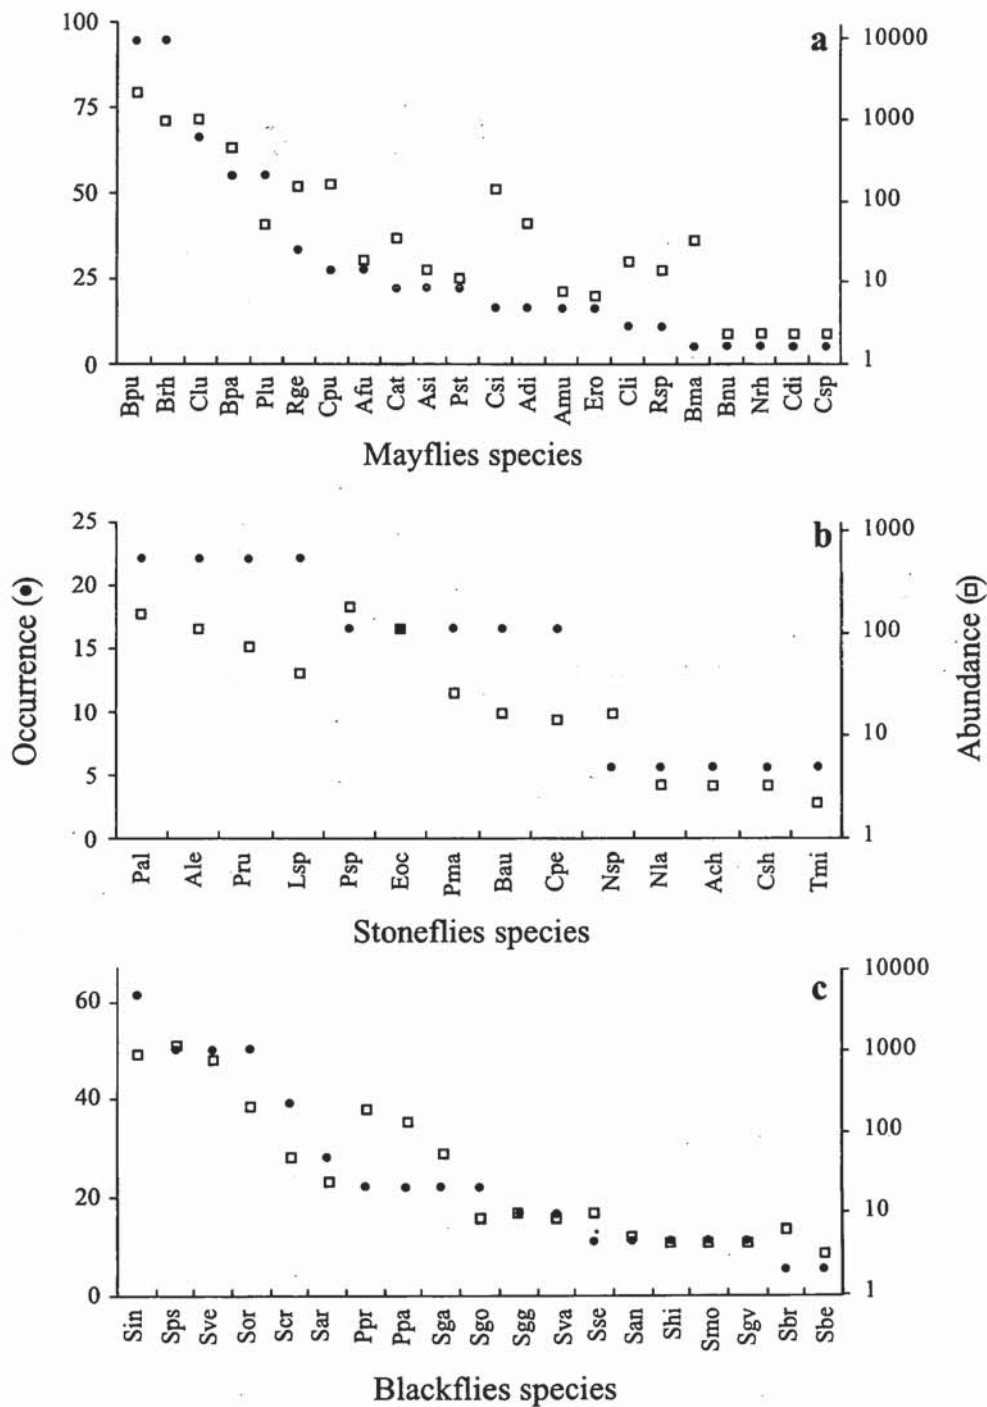 a
100
75
50
25
0
10000
1000
100
10
1
Bpu Brh Clu Bpa Plu Rge Cpu Afu Cat Asi Pst Csi Adi Amu Ero Cli Rsp Bma Bnu Nrh Cdi Csp
Mayflies species
b
25
20
15
10
5
0
1000
100
10
1
Occurrence (●)
Abundance (□)
Pal Ale Pru Lsp Psp Eoc Pma Bau Cpe Nsp Nla Ach Csh Tmi
Stoneflies species
c
60
40
20
0
10000
1000
100
10
1
Sin Sps Sve Sor Scr Sar Ppr Ppa Sga Sgo Sgg Sva Sse San Shi Smo Sgv Sbr Sbe
Blackflies species